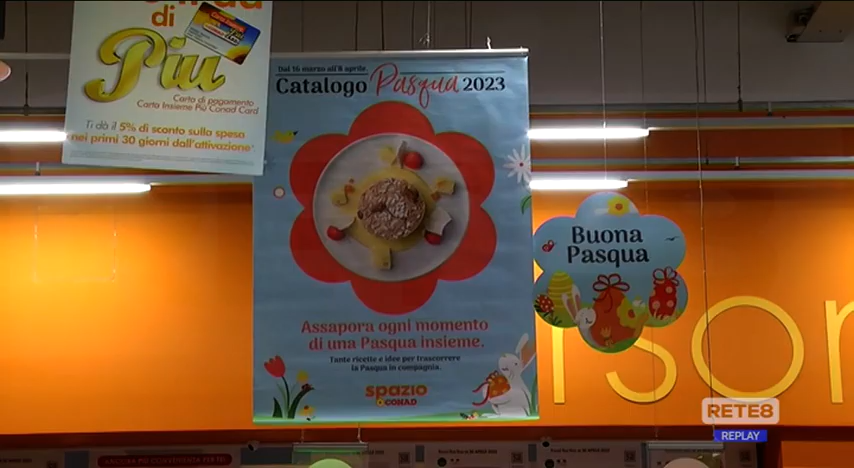 di
Più
Carta di pagamento
Carta Insieme Più Conad Card
Ti dà il 5% di sconto sulla spesa
nei primi 30 giorni dall'attivazione*
Dal 16 marzo all'8 aprile.
Catalogo Pasqua 2023
Assapora ogni momento
di una Pasqua insieme.
Tante ricette e idee per trascorrere
la Pasqua in compagnia.
spazio
CONAD
Buona
Pasqua
son
RETE8
REPLAY